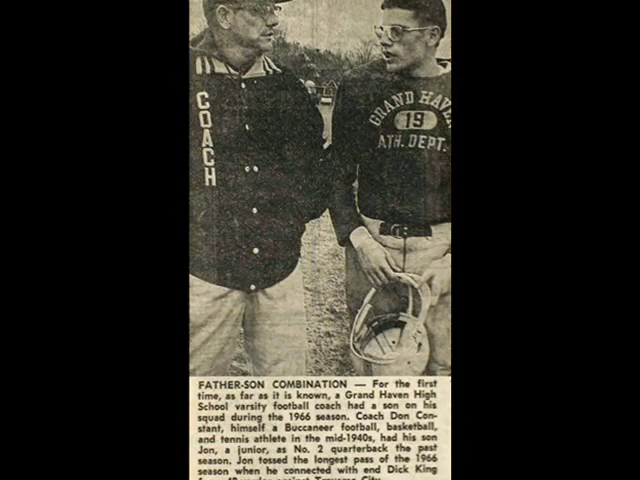 COACH
GRAND HAVE
19
ATH. DEPT.
FATHER-SON COMBINATION — For the first
time, as far as it is known, a Grand Haven High
School varsity football coach had a son on his
squad during the 1966 season. Coach Don Con-
stant, himself a Buccaneer football, basketball,
and tennis athlete in the mid-1940s, had his son
Jon, a junior, as No. 2 quarterback the past
season. Jon tossed the longest pass of the 1966
season when he connected with end Dick King
against Traverse City